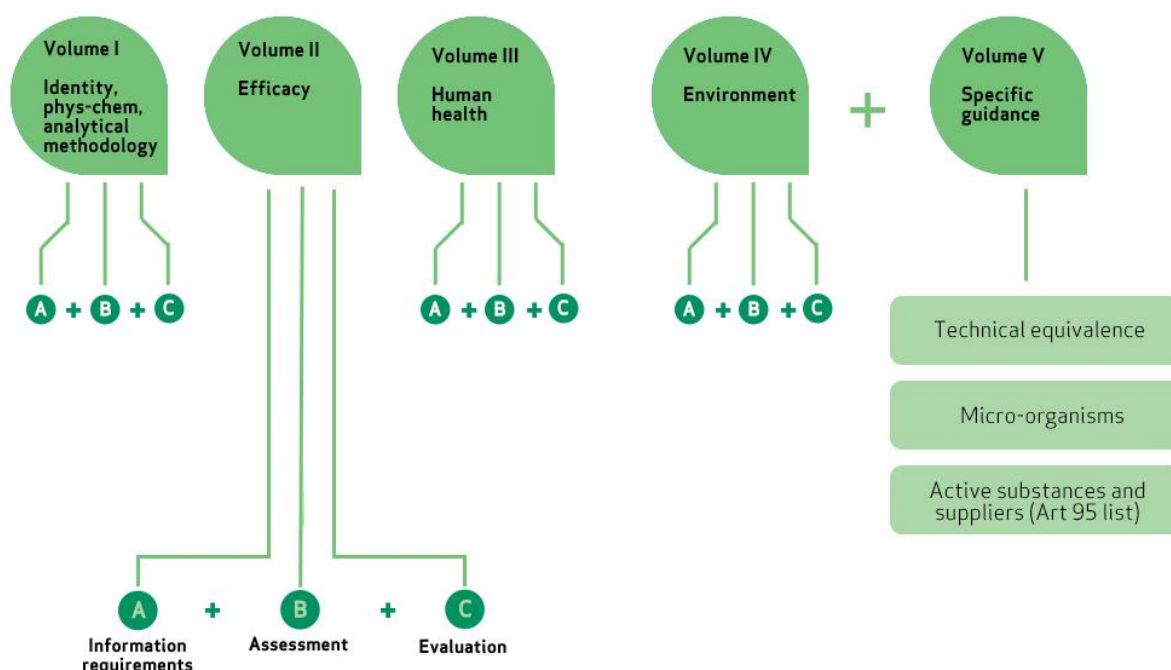 Volume I
Identity,
phys-chem,
analytical
methodology
Volume II
Efficacy
Volume III
Human
health
Volume IV
Environment
+
Volume V
Specific
guidance
A + B + C
A + B + C
A + B + C
Technical equivalence
Micro-organisms
Active substances and
suppliers (Art 95 list)
A + B + C
Information
requirements
Assessment
Evaluation